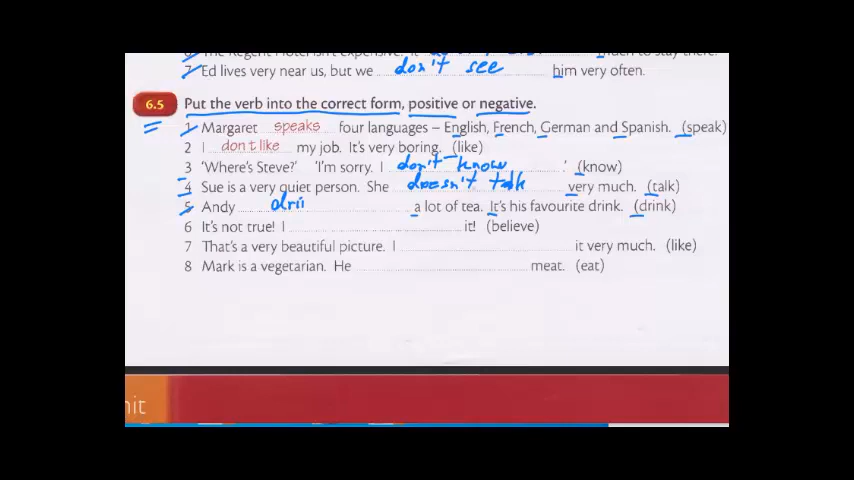 7 Ed lives very near us, but we don't see him very often.
6.5 Put the verb into the correct form, positive or negative.
1 Margaret speaks four languages – English, French, German and Spanish. (speak)
2 I don't like my job. It's very boring. (like)
3 'Where's Steve?' 'I'm sorry. I don't know .' (know)
4 Sue is a very quiet person. She doesn't talk very much. (talk)
5 Andy drii a lot of tea. It's his favourite drink. (drink)
6 It's not true! I it! (believe)
7 That's a very beautiful picture. I it very much. (like)
8 Mark is a vegetarian. He meat. (eat)
nit